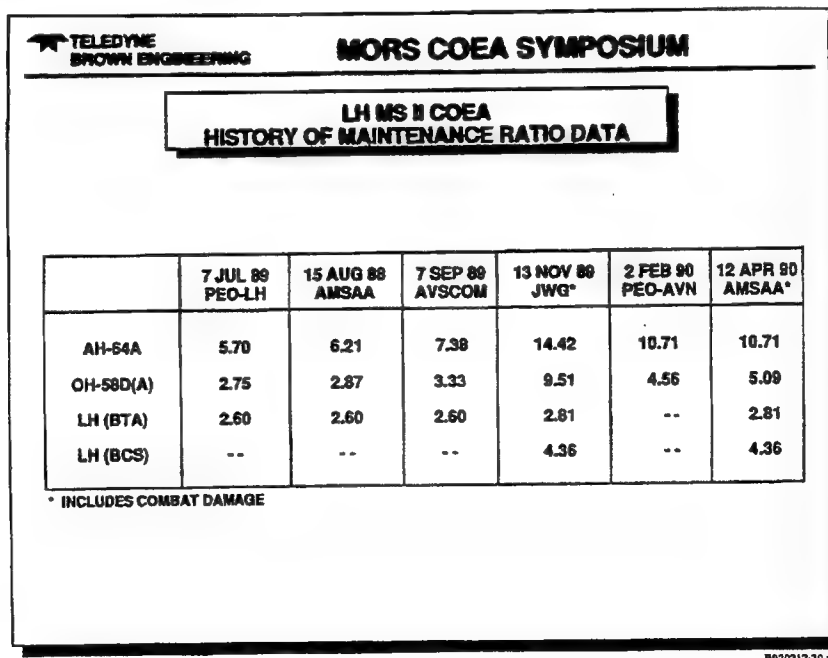 TELEDYNE
BROWN ENGINEERING
MORS COEA SYMPOSIUM
LH MS II COEA
HISTORY OF MAINTENANCE RATIO DATA
7 JUL 89 15 AUG 88 7 SEP 89 13 NOV 89 2 FEB 90 12 APR 90
PEO-LH AMSAA AVSCOM JWG* PEO-AVN AMSAA*
AH-64A 5.70 6.21 7.38 14.42 10.71 10.71
OH-58D(A) 2.75 2.87 3.33 9.51 4.56 5.09
LH (BTA) 2.60 2.60 2.60 2.81 -- 2.81
LH (BCS) -- -- -- 4.36 -- 4.36
* INCLUDES COMBAT DAMAGE